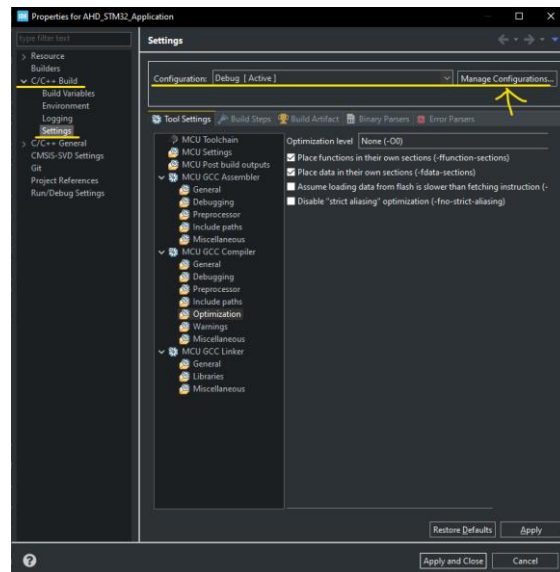 Properties for AHD_STM32_Application
type filter text
Resource
Builders
C/C++ Build
Build Variables
Environment
Logging
Settings
C/C++ General
CMSIS-SVD Settings
Git
Project References
Run/Debug Settings
Settings
Configuration: Debug [ Active ]
Manage Configurations...
Tool Settings Build Steps Build Artifact Binary Parsers Error Parsers
MCU Toolchain
MCU Settings
MCU Post build outputs
MCU GCC Assembler
General
Debugging
Preprocessor
Include paths
Miscellaneous
MCU GCC Compiler
General
Debugging
Preprocessor
Include paths
Optimization
Warnings
Miscellaneous
MCU GCC Linker
General
Libraries
Miscellaneous
Optimization level None (-O0)
Place functions in their own sections (-ffunction-sections)
Place data in their own sections (-fdata-sections)
Assume loading data from flash is slower than fetching instruction (-
Disable "strict aliasing" optimization (-fno-strict-aliasing)
Restore Defaults Apply
? Apply and Close Cancel